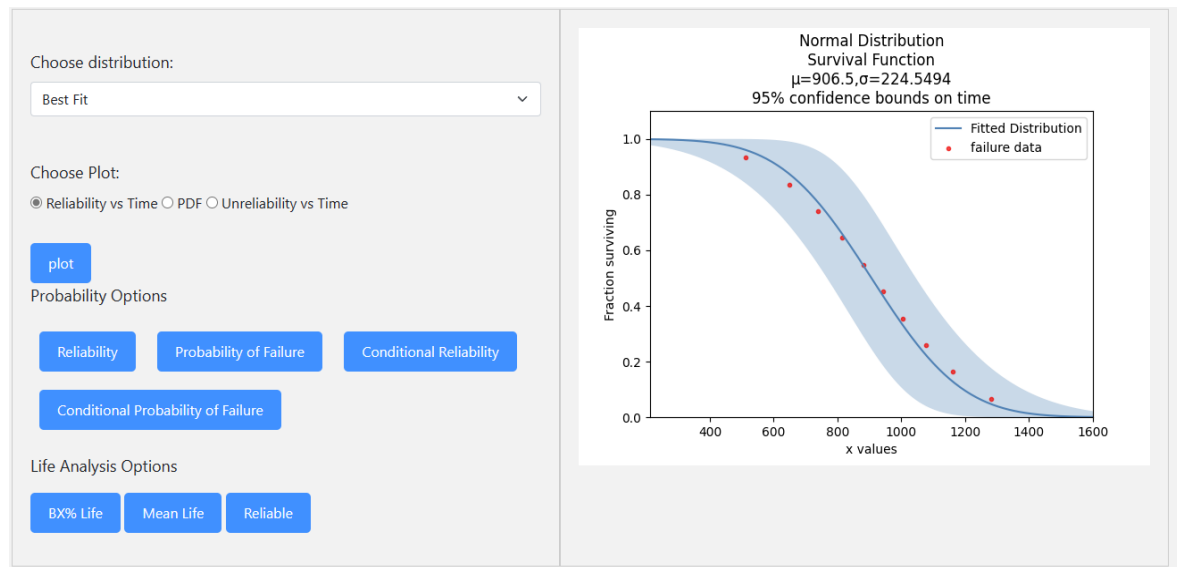 Choose distribution:
Best Fit
Choose Plot:
Reliability vs Time PDF Unreliability vs Time
plot
Probability Options
Reliability Probability of Failure Conditional Reliability
Conditional Probability of Failure
Life Analysis Options
BX% Life Mean Life Reliable
Normal Distribution
Survival Function
μ=906.5,σ=224.5494
95% confidence bounds on time
Fitted Distribution
failure data
Fraction surviving
1.0
0.8
0.6
0.4
0.2
0.0
400 600 800 1000 1200 1400 1600
x values